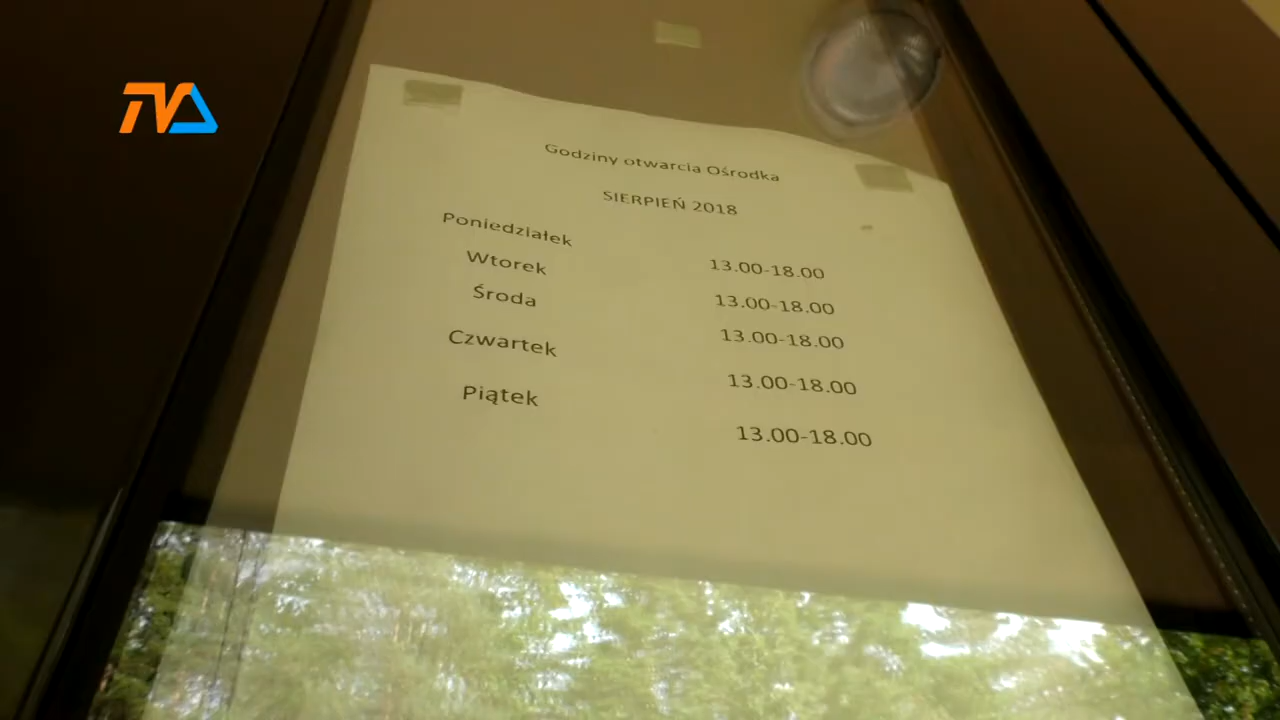 TVA
Godziny otwarcia Ośrodka
SIERPIEŃ 2018
Poniedziałek 13.00-18.00
Wtorek 13.00-18.00
Środa 13.00-18.00
Czwartek 13.00-18.00
Piątek 13.00-18.00